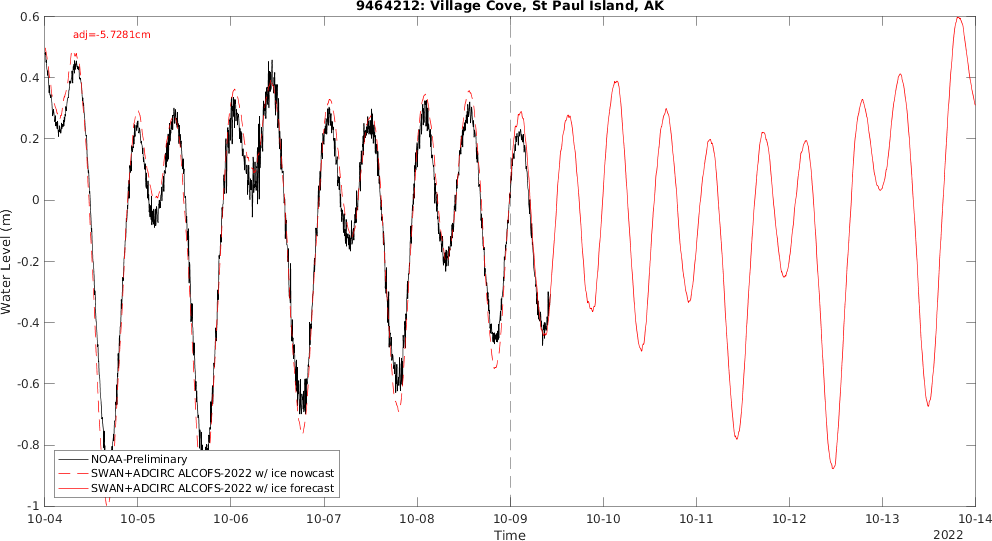 9464212: Village Cove, St Paul Island, AK
adj=-5.7281cm
0.6
0.4
0.2
0
-0.2
-0.4
-0.6
-0.8
-1
Water Level (m)
NOAA-Preliminary
SWAN+ADCIRC ALCOFS-2022 w/ ice nowcast
SWAN+ADCIRC ALCOFS-2022 w/ ice forecast
10-04 10-05 10-06 10-07 10-08 10-09 10-10 10-11 10-12 10-13 10-14
Time
2022